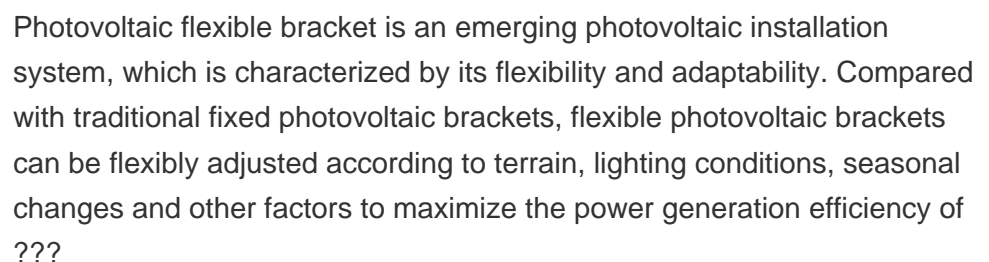 Photovoltaic flexible bracket is an emerging photovoltaic installation
system, which is characterized by its flexibility and adaptability. Compared
with traditional fixed photovoltaic brackets, flexible photovoltaic brackets
can be flexibly adjusted according to terrain, lighting conditions, seasonal
changes and other factors to maximize the power generation efficiency of
???